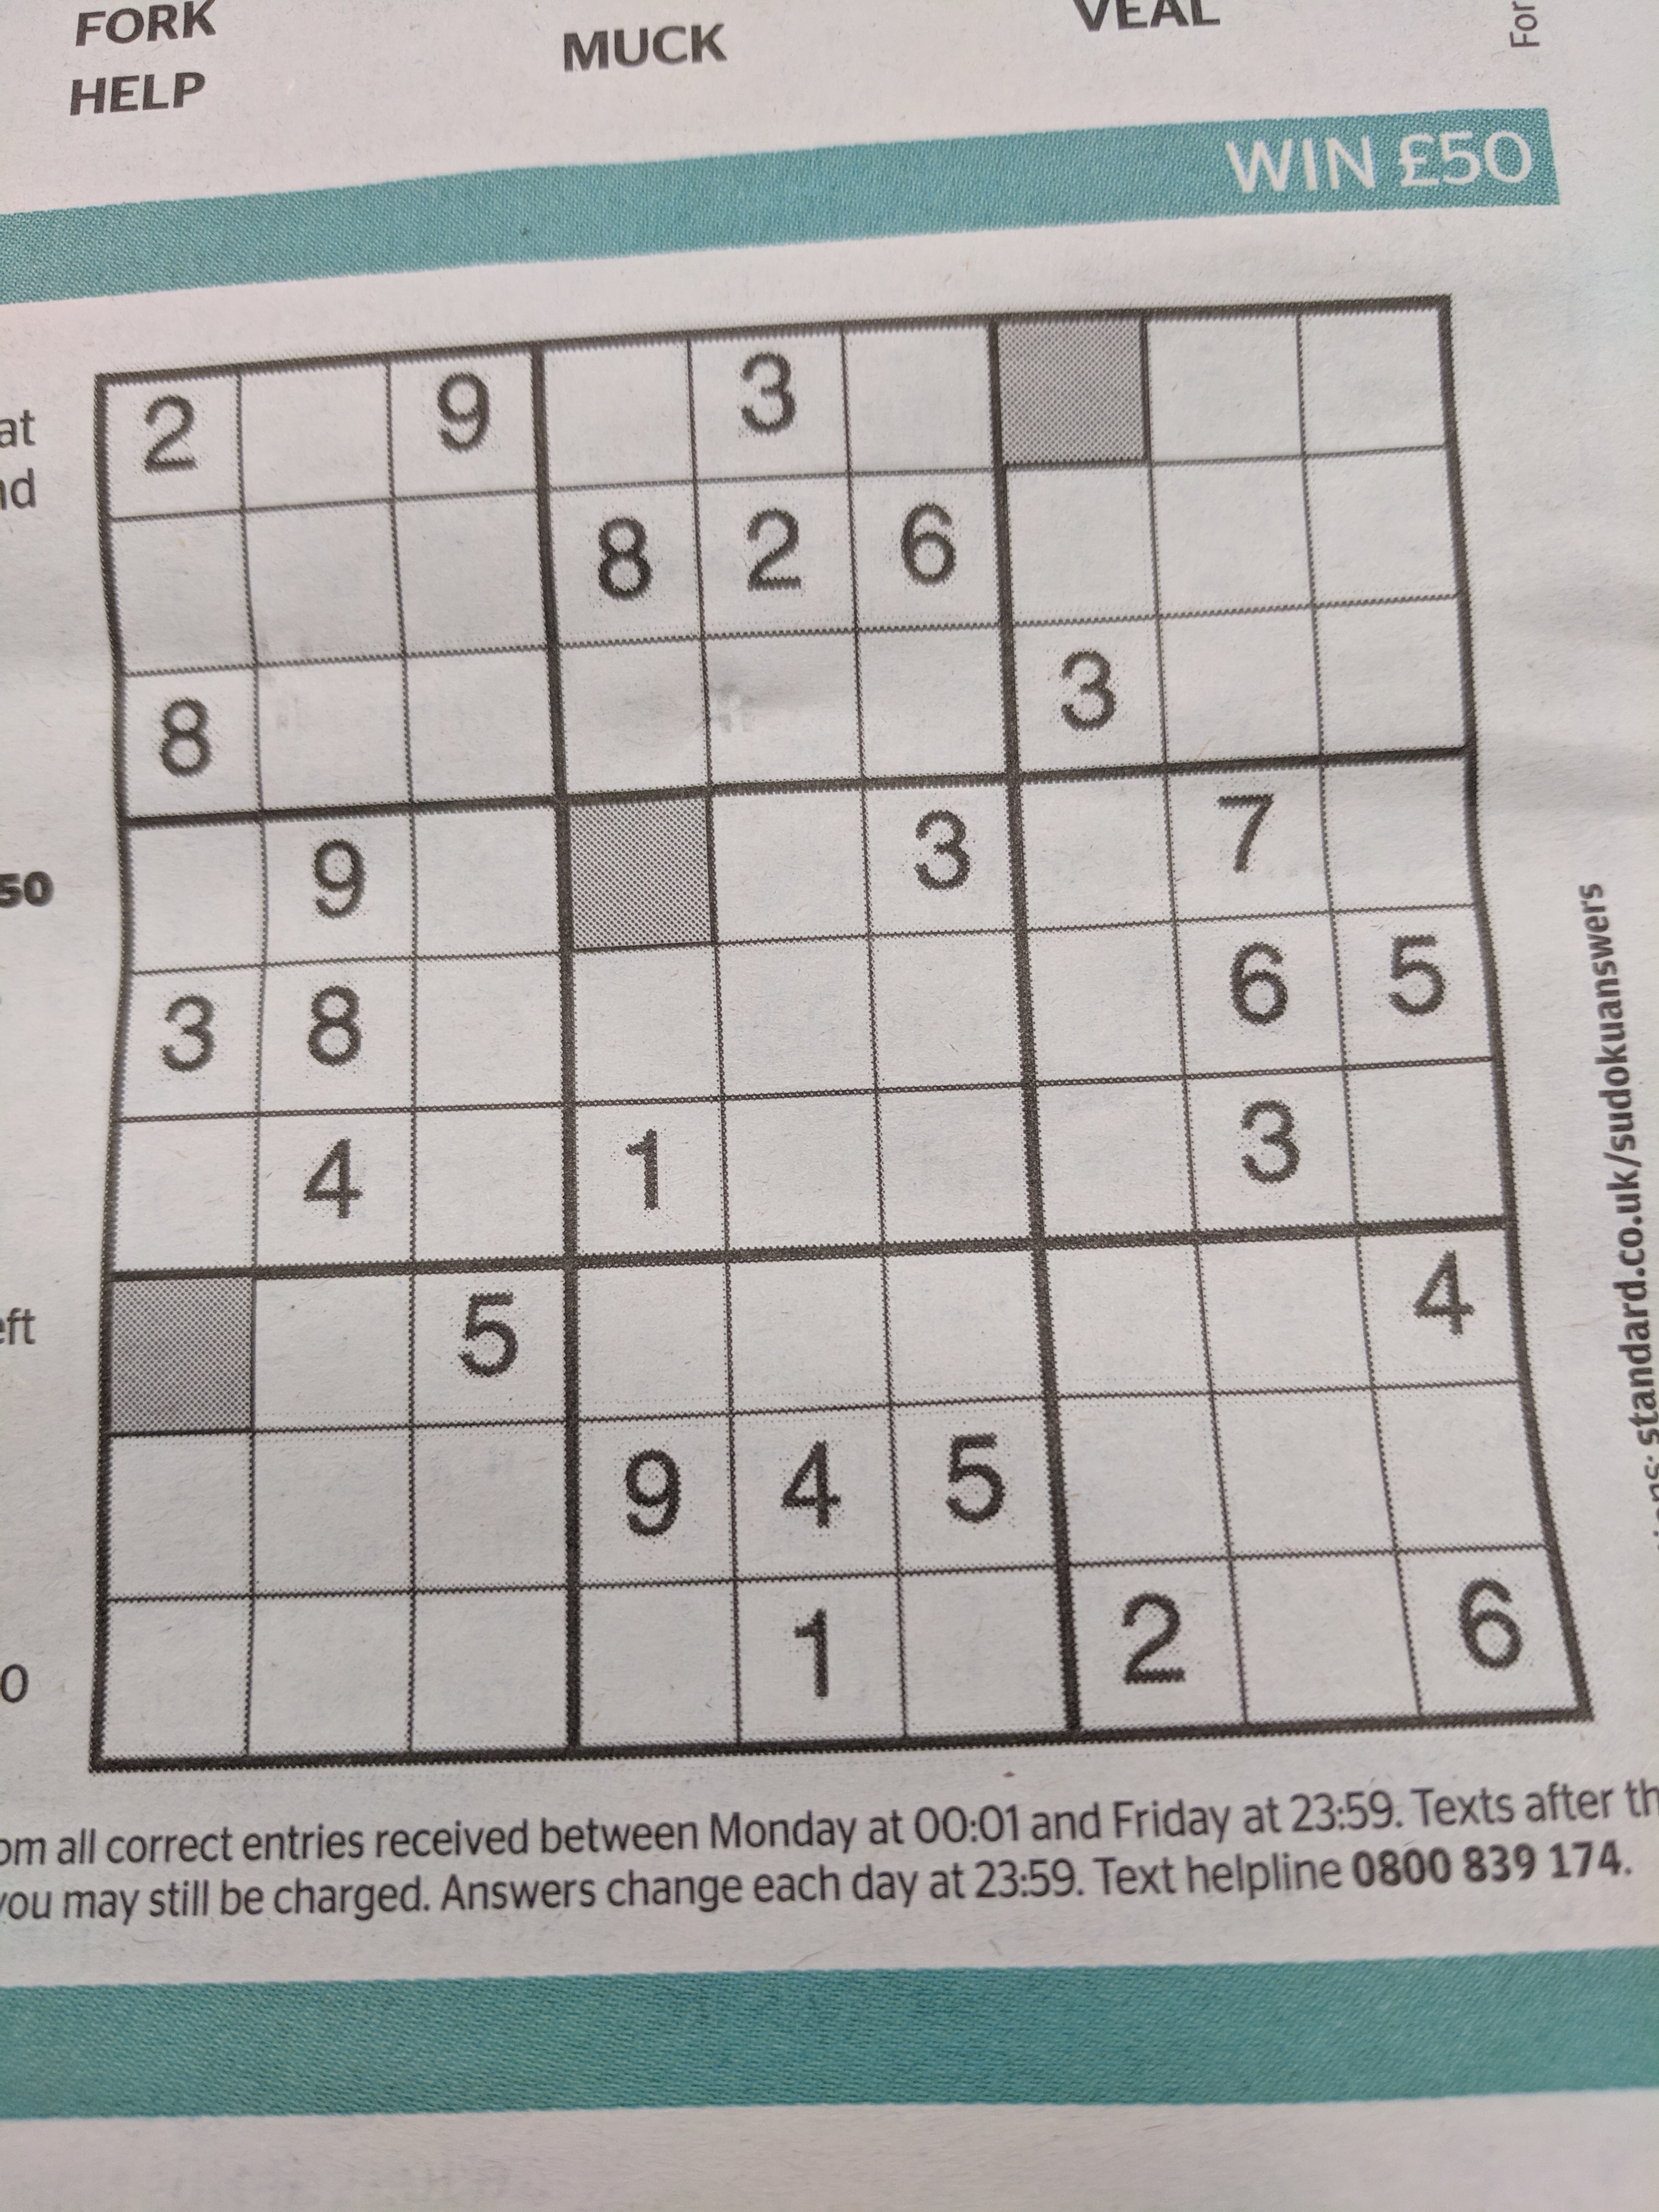 FORK
HELP
MUCK
VEAL
For
WIN £50
at
nd
50
eft
0
2 9 3
8 2 6
8 3
9 3 7
3 8 6 5
4 1 3
5 4
9 4 5
1 2 6
standard.co.uk/sudokuanswers
om all correct entries received between Monday at 00:01 and Friday at 23:59. Texts after th
you may still be charged. Answers change each day at 23:59. Text helpline 0800 839 174.